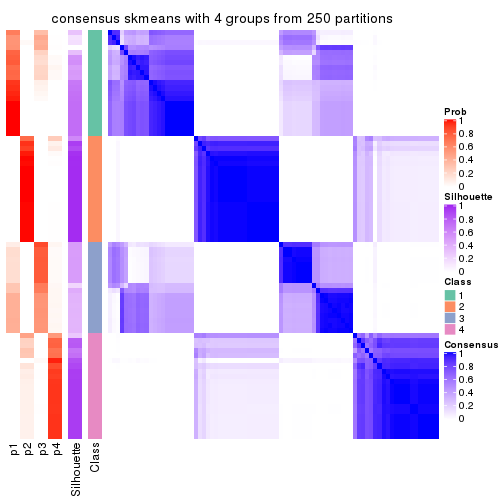 consensus skmeans with 4 groups from 250 partitions
Prob
1
0.8
0.6
0.4
0.2
0
Silhouette
1
0.8
0.6
0.4
0.2
0
Class
1
2
3
4
Consensus
1
0.8
0.6
0.4
0.2
0
p1
p2
p3
p4
Silhouette
Class